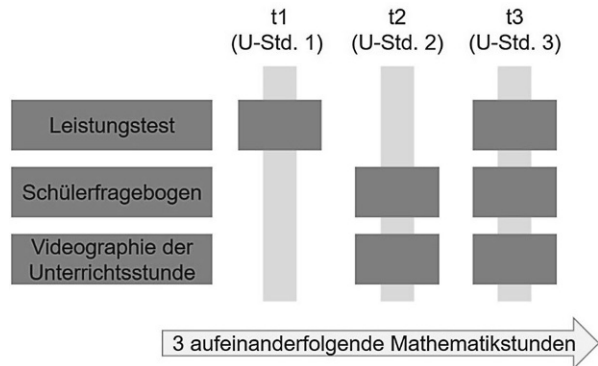 t1
(U-Std. 1)
t2
(U-Std. 2)
t3
(U-Std. 3)
Leistungstest
Schülerfragebogen
Videographie der
Unterrichtsstunde
3 aufeinanderfolgende Mathematikstunden